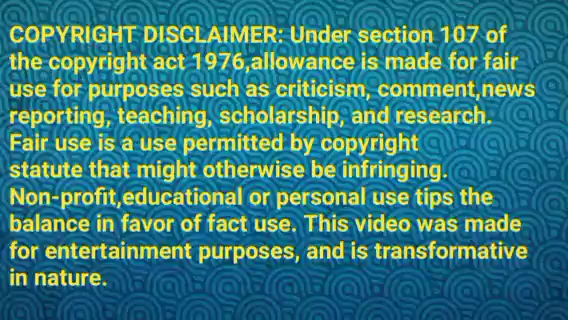 COPYRIGHT DISCLAIMER: Under section 107 of
the copyright act 1976,allowance is made for fair
use for purposes such as criticism, comment,news
reporting, teaching, scholarship, and research.
Fair use is a use permitted by copyright
statute that might otherwise be infringing.
Non-profit,educational or personal use tips the
balance in favor of fact use. This video was made
for entertainment purposes, and is transformative
in nature.